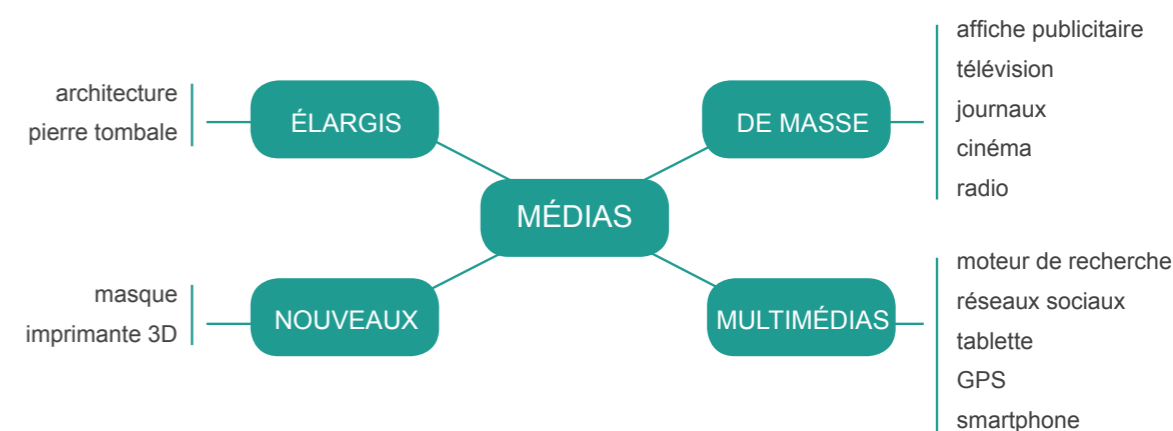 MÉDIAS
ÉLARGIS
architecture
pierre tombale
DE MASSE
affiche publicitaire
télévision
journaux
cinéma
radio
NOUVEAUX
masque
imprimante 3D
MULTIMÉDIAS
moteur de recherche
réseaux sociaux
tablette
GPS
smartphone